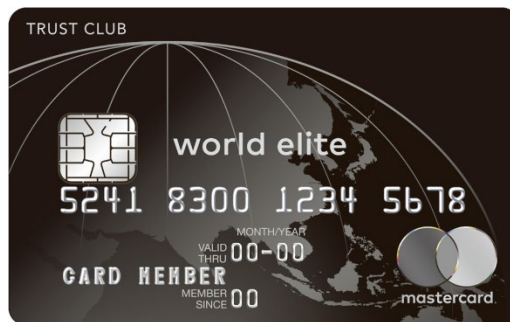 TRUST CLUB
world elite
5241 8300 1234 5678
MONTH/YEAR
VALID THRU 00-00
CARD MEMBER
MEMBER SINCE 00
mastercard.